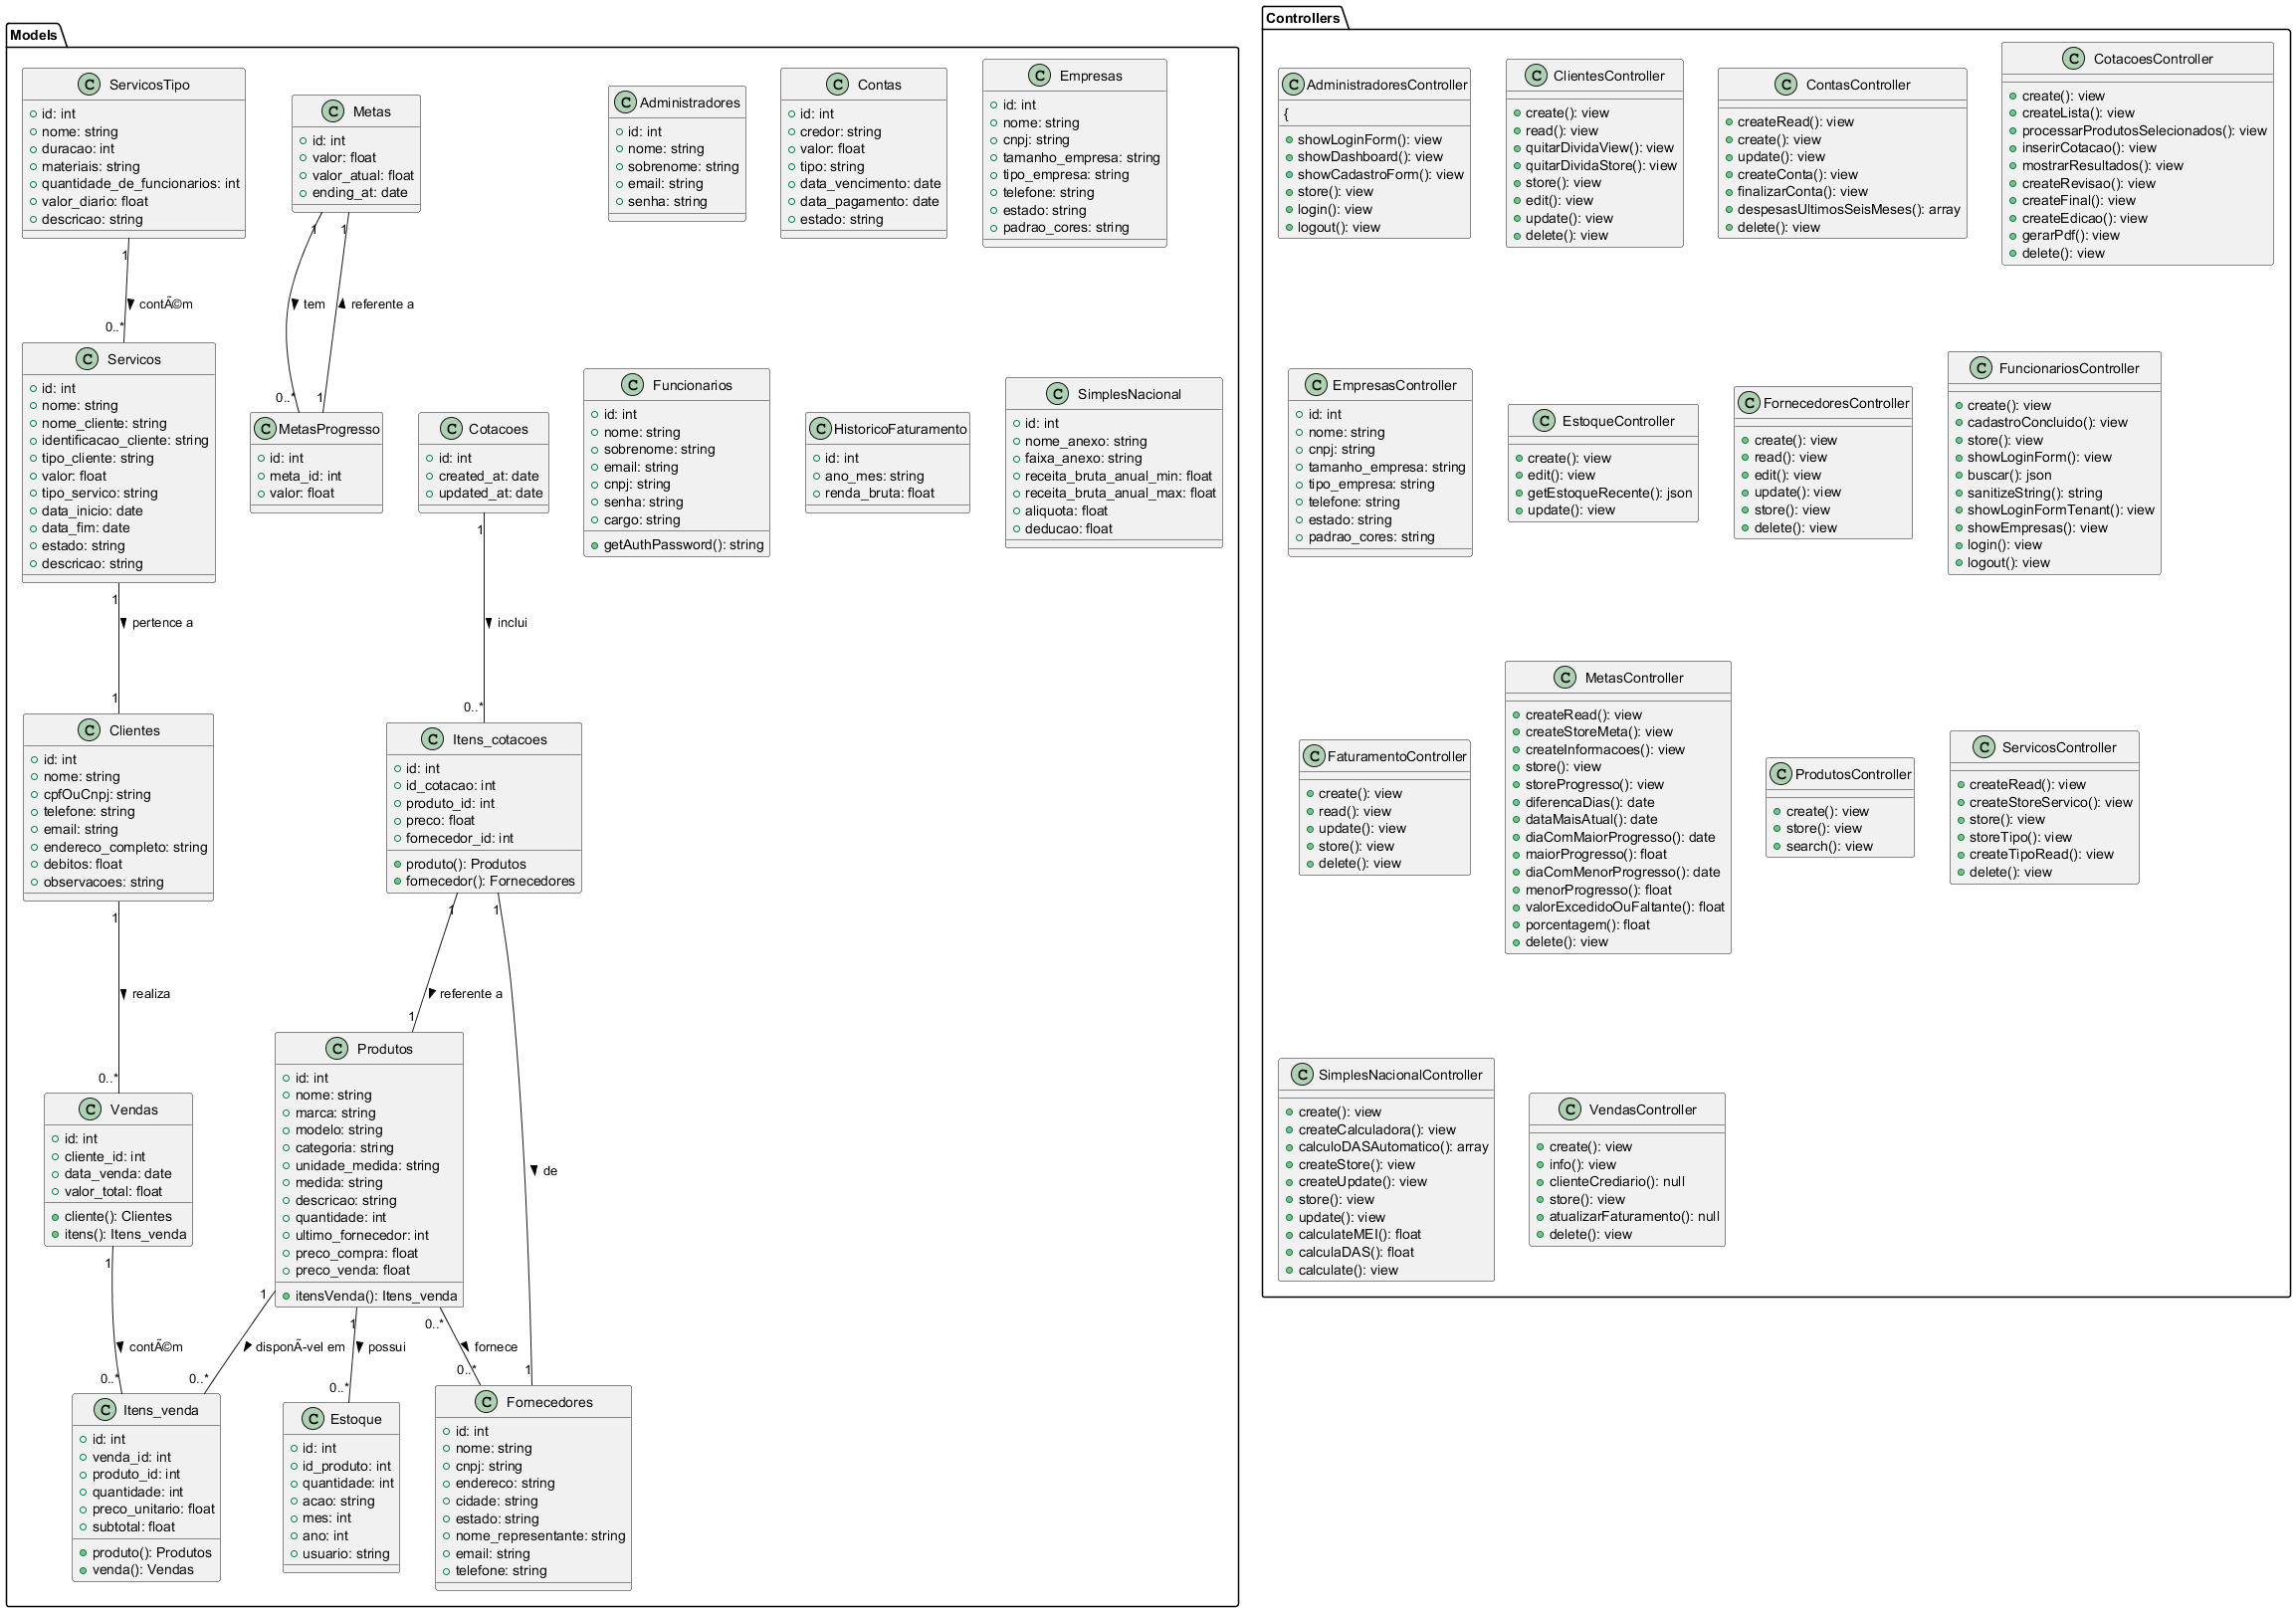 Models
ServicosTipo
id: int
nome: string
duracao: int
materiais: string
quantidade_de_funcionarios: int
valor_diario: float
descricao: string
Metas
id: int
valor: float
valor_atual: float
ending_at: date
Administradores
id: int
nome: string
sobrenome: string
email: string
senha: string
Contas
id: int
credor: string
valor: float
tipo: string
data_vencimento: date
data_pagamento: date
estado: string
Empresas
id: int
nome: string
cnpj: string
tamanho_empresa: string
tipo_empresa: string
telefone: string
estado: string
padrao_cores: string
1
contÃ©m
0..*
1
tem
0..*
1
referente a
1
Servicos
id: int
nome: string
nome_cliente: string
identificacao_cliente: string
tipo_cliente: string
valor: float
tipo_servico: string
data_inicio: date
data_fim: date
estado: string
descricao: string
MetasProgresso
id: int
meta_id: int
valor: float
Cotacoes
id: int
created_at: date
updated_at: date
Funcionarios
id: int
nome: string
sobrenome: string
email: string
cnpj: string
senha: string
cargo: string
getAuthPassword(): string
HistoricoFaturamento
id: int
ano_mes: string
renda_bruta: float
SimplesNacional
id: int
nome_anexo: string
faixa_anexo: string
receita_bruta_anual_min: float
receita_bruta_anual_max: float
aliquota: float
deducao: float
1
pertence a
1
1
inclui
0..*
Clientes
id: int
nome: string
cpfOuCnpj: string
telefone: string
email: string
endereco_completo: string
debitos: float
observacoes: string
Itens_cotacoes
id: int
id_cotacao: int
produto_id: int
preco: float
fornecedor_id: int
produto(): Produtos
fornecedor(): Fornecedores
1
realiza
0..*
1
referente a
1
1
de
1
Vendas
id: int
cliente_id: int
data_venda: date
valor_total: float
cliente(): Clientes
itens(): Itens_venda
Produtos
id: int
nome: string
marca: string
modelo: string
categoria: string
unidade_medida: string
medida: string
descricao: string
quantidade: int
ultimo_fornecedor: int
preco_compra: float
preco_venda: float
itensVenda(): Itens_venda
1
contÃ©m
0..*
1
disponÃ­vel em
0..*
1
possui
0..*
0..*
fornece
0..*
Itens_venda
id: int
venda_id: int
produto_id: int
quantidade: int
preco_unitario: float
subtotal: float
produto(): Produtos
venda(): Vendas
Estoque
id: int
id_produto: int
quantidade: int
acao: string
mes: int
ano: int
usuario: string
Fornecedores
id: int
nome: string
cnpj: string
endereco: string
cidade: string
estado: string
nome_representante: string
email: string
telefone: string
Controllers
AdministradoresController
{
showLoginForm(): view
showDashboard(): view
showCadastroForm(): view
store(): view
login(): view
logout(): view
ClientesController
create(): view
read(): view
quitarDividaView(): view
quitarDividaStore(): view
store(): view
edit(): view
update(): view
delete(): view
ContasController
createRead(): view
create(): view
update(): view
createConta(): view
finalizarConta(): view
despesasUltimosSeisMeses(): array
delete(): view
CotacoesController
create(): view
createLista(): view
processarProdutosSelecionados(): view
inserirCotacao(): view
mostrarResultados(): view
createRevisao(): view
createFinal(): view
createEdicao(): view
gerarPdf(): view
delete(): view
EmpresasController
id: int
nome: string
cnpj: string
tamanho_empresa: string
tipo_empresa: string
telefone: string
estado: string
padrao_cores: string
EstoqueController
create(): view
edit(): view
getEstoqueRecente(): json
update(): view
FornecedoresController
create(): view
read(): view
edit(): view
update(): view
store(): view
delete(): view
FuncionariosController
create(): view
cadastroConcluido(): view
store(): view
showLoginForm(): view
buscar(): json
sanitizeString(): string
showLoginFormTenant(): view
showEmpresas(): view
login(): view
logout(): view
FaturamentoController
create(): view
read(): view
update(): view
store(): view
delete(): view
MetasController
createRead(): view
createStoreMeta(): view
createInformacoes(): view
store(): view
storeProgresso(): view
diferencaDias(): date
dataMaisAtual(): date
diaComMaiorProgresso(): date
maiorProgresso(): float
diaComMenorProgresso(): date
menorProgresso(): float
valorExcedidoOuFaltante(): float
porcentagem(): float
delete(): view
ProdutosController
create(): view
store(): view
search(): view
ServicosController
createRead(): view
createStoreServico(): view
store(): view
storeTipo(): view
createTipoRead(): view
delete(): view
SimplesNacionalController
create(): view
createCalculadora(): view
calculoDASAutomatico(): array
createStore(): view
createUpdate(): view
store(): view
update(): view
calculateMEI(): float
calculaDAS(): float
calculate(): view
VendasController
create(): view
info(): view
clienteCrediario(): null
store(): view
atualizarFaturamento(): null
delete(): view